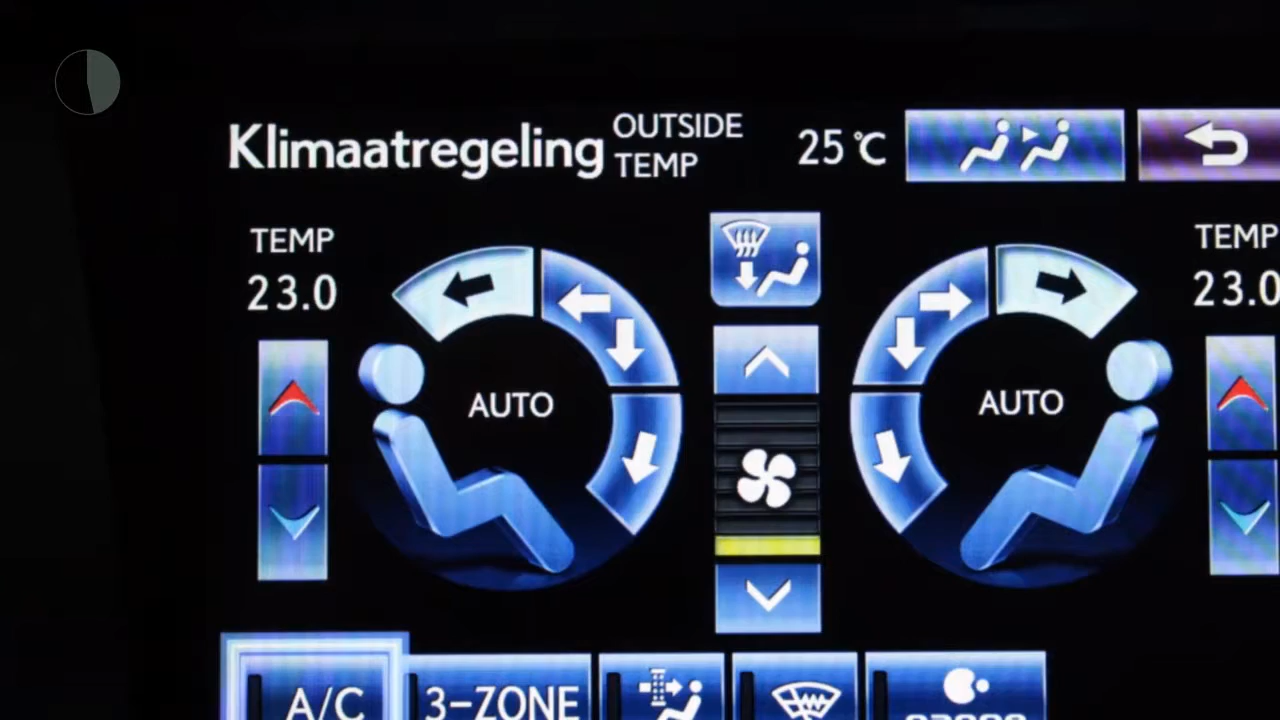 Klimaatregeling
OUTSIDE
TEMP
25 °C
TEMP
23.0
TEMP
23.0
AUTO
AUTO
A/C
3-ZONE